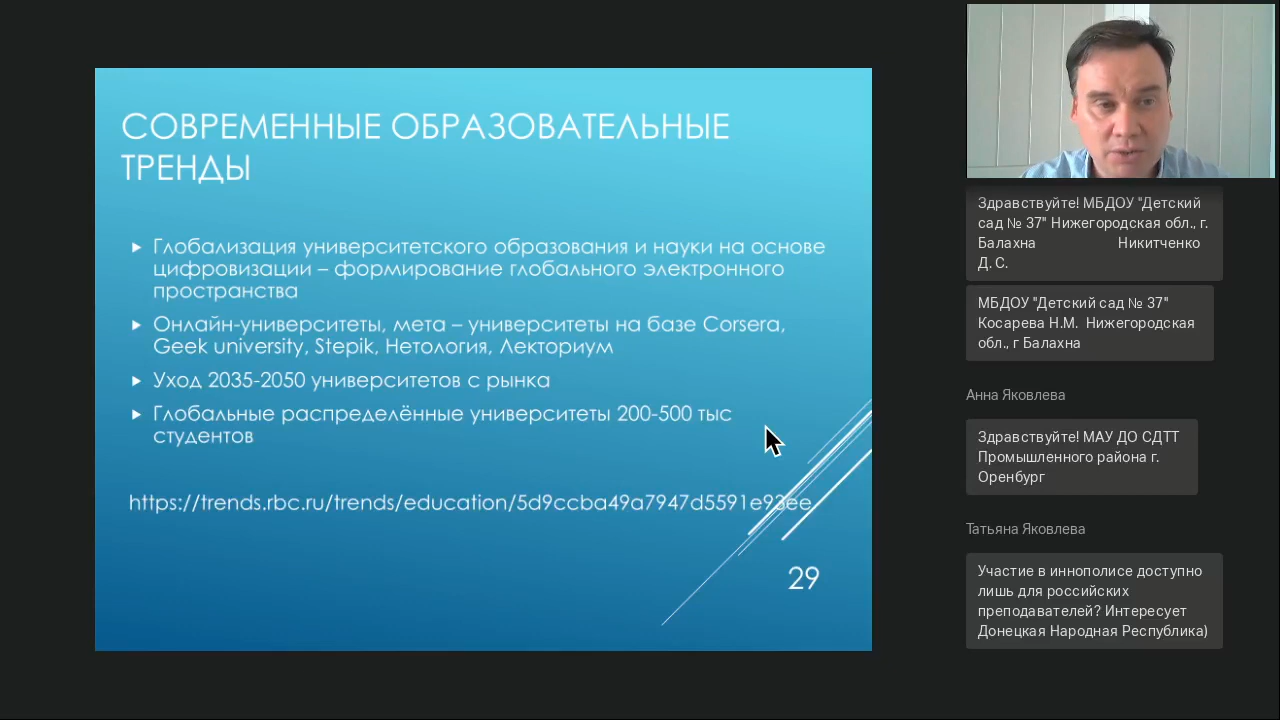 СОВРЕМЕННЫЕ ОБРАЗОВАТЕЛЬНЫЕ
ТРЕНДЫ
Глобализация университетского образования и науки на основе
цифровизации – формирование глобального электронного
пространства
Онлайн-университеты, мета – университеты на базе Corsera,
Geek university, Stepik, Нетология, Лекториум
Уход 2035-2050 университетов с рынка
Глобальные распределённые университеты 200-500 тыс
студентов
https://trends.rbc.ru/trends/education/5d9ccba49a7947d5591e93ee
29
Здравствуйте! МБДОУ "Детский
сад № 37" Нижегородская обл., г.
Балахна Никитченко
Д. С.
МБДОУ "Детский сад № 37"
Косарева Н.М. Нижегородская
обл., г Балахна
Анна Яковлева
Здравствуйте! МАУ ДО СДТТ
Промышленного района г.
Оренбург
Татьяна Яковлева
Участие в иннополисе доступно
лишь для российских
преподавателей? Интересует
Донецкая Народная Республика)